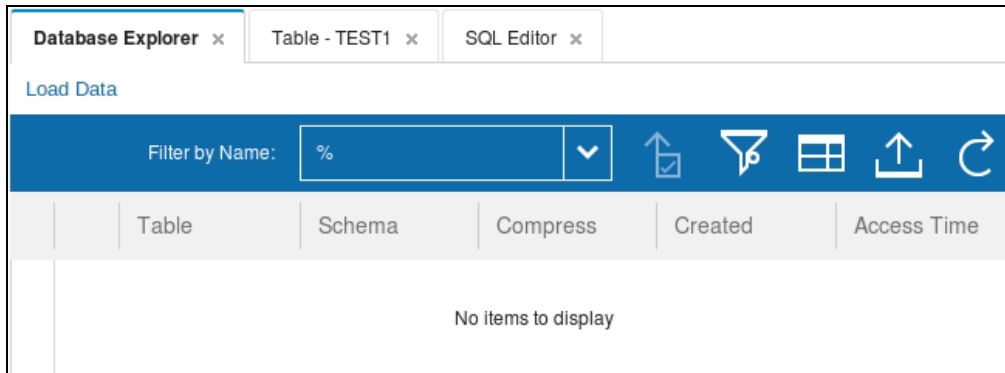 Database Explorer × Table - TEST1 × SQL Editor ×
Load Data
Filter by Name: %
Table Schema Compress Created Access Time
No items to display